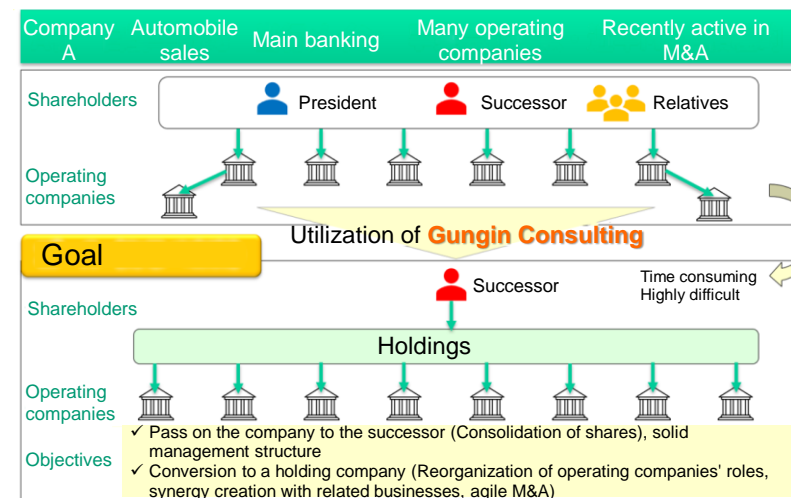 Company A
Automobile sales
Main banking
Many operating companies
Recently active in M&A
Shareholders
President
Successor
Relatives
Operating companies
Utilization of Gungin Consulting
Goal
Successor
Time consuming
Highly difficult
Shareholders
Holdings
Operating companies
Objectives
✓ Pass on the company to the successor (Consolidation of shares), solid
management structure
✓ Conversion to a holding company (Reorganization of operating companies' roles,
synergy creation with related businesses, agile M&A)